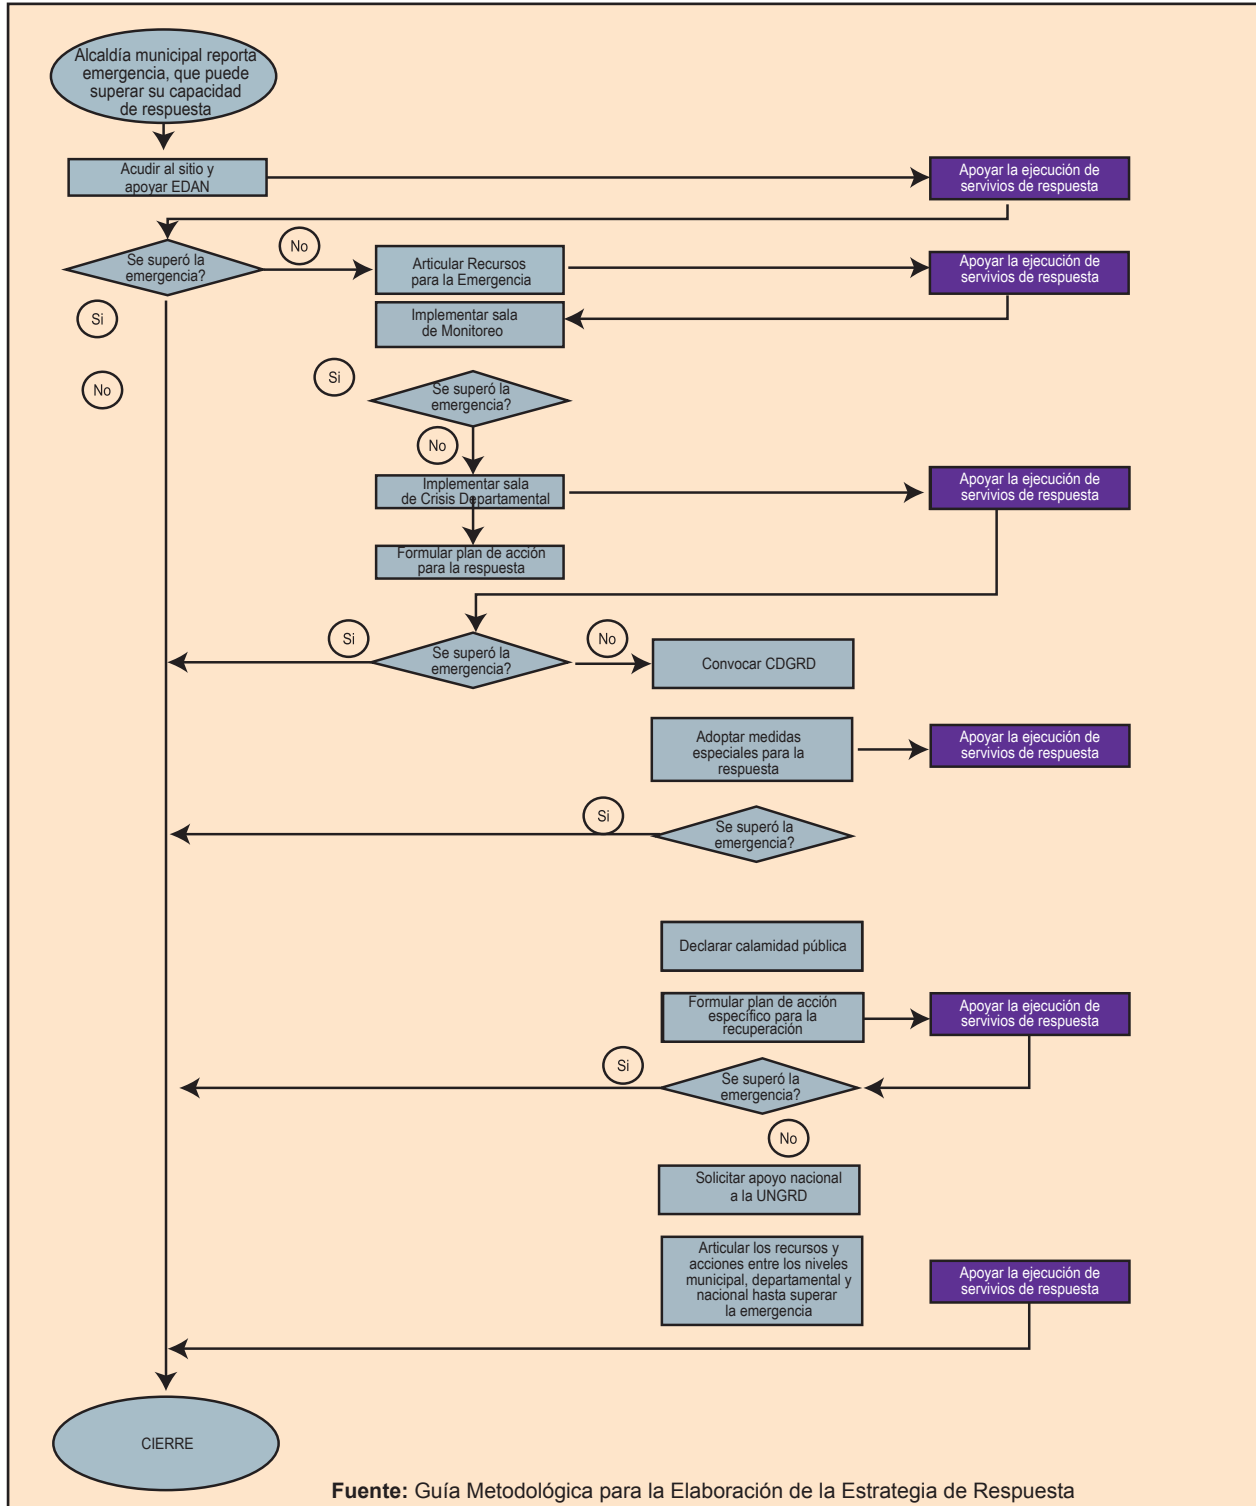 Alcaldía municipal reporta
emergencia, que puede
superar su capacidad
de respuesta
Acudir al sitio y
apoyar EDAN
Apoyar la ejecución de
servivios de respuesta
Se superó la
emergencia?
No
Articular Recursos
para la Emergencia
Apoyar la ejecución de
servivios de respuesta
Si
Implementar sala
de Monitoreo
No
Si
Se superó la
emergencia?
No
Implementar sala
de Crisis Departamental
Apoyar la ejecución de
servivios de respuesta
Formular plan de acción
para la respuesta
Si
Se superó la
emergencia?
No
Convocar CDGRD
Adoptar medidas
especiales para la
respuesta
Apoyar la ejecución de
servivios de respuesta
Si
Se superó la
emergencia?
Declarar calamidad pública
Formular plan de acción
específico para la
recuperación
Apoyar la ejecución de
servivios de respuesta
Si
Se superó la
emergencia?
No
Solicitar apoyo nacional
a la UNGRD
Articular los recursos y
acciones entre los niveles
municipal, departamental y
nacional hasta superar
la emergencia
Apoyar la ejecución de
servivios de respuesta
CIERRE
Fuente: Guía Metodológica para la Elaboración de la Estrategia de Respuesta